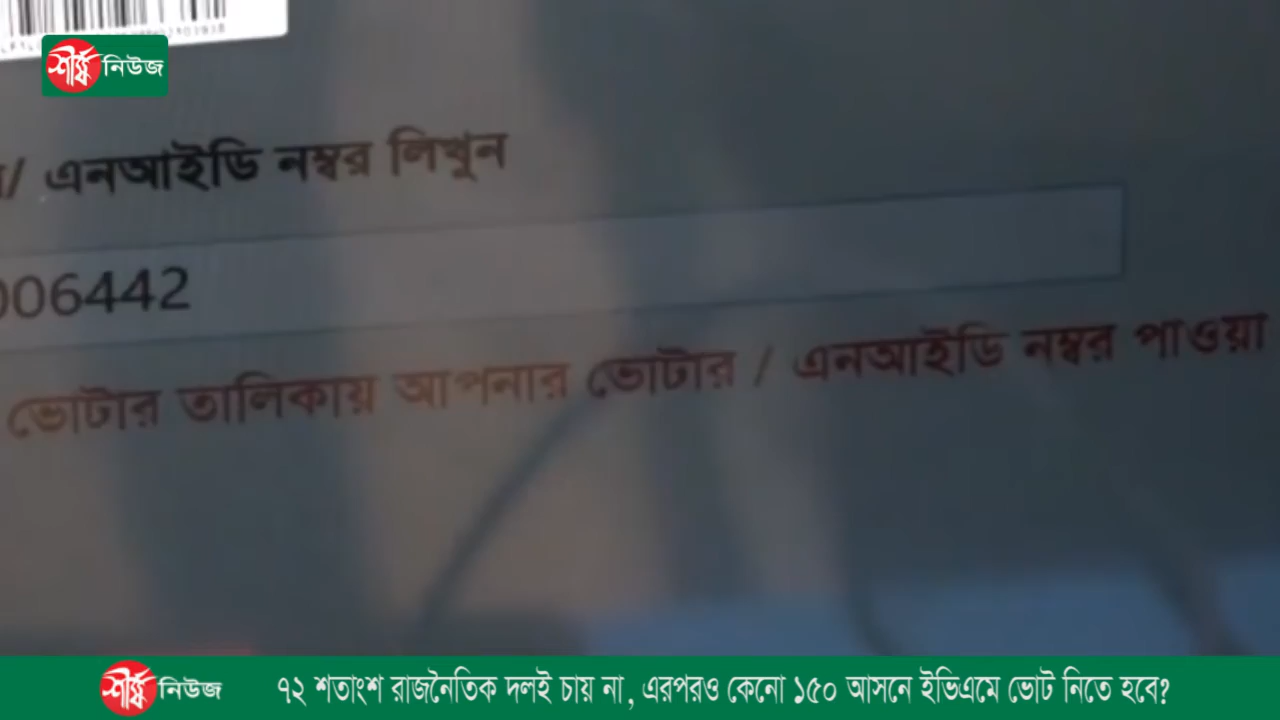 শীর্ষ নিউজ
/ এনআইডি নম্বর লিখুন
006442
ভোটার তালিকায় আপনার ভোটার / এনআইডি নম্বর পাওয়া
শীর্ষ নিউজ ৭২ শতাংশ রাজনৈতিক দলই চায় না, এরপরও কেনো ১৫০ আসনে ইভিএমে ভোট নিতে হবে?